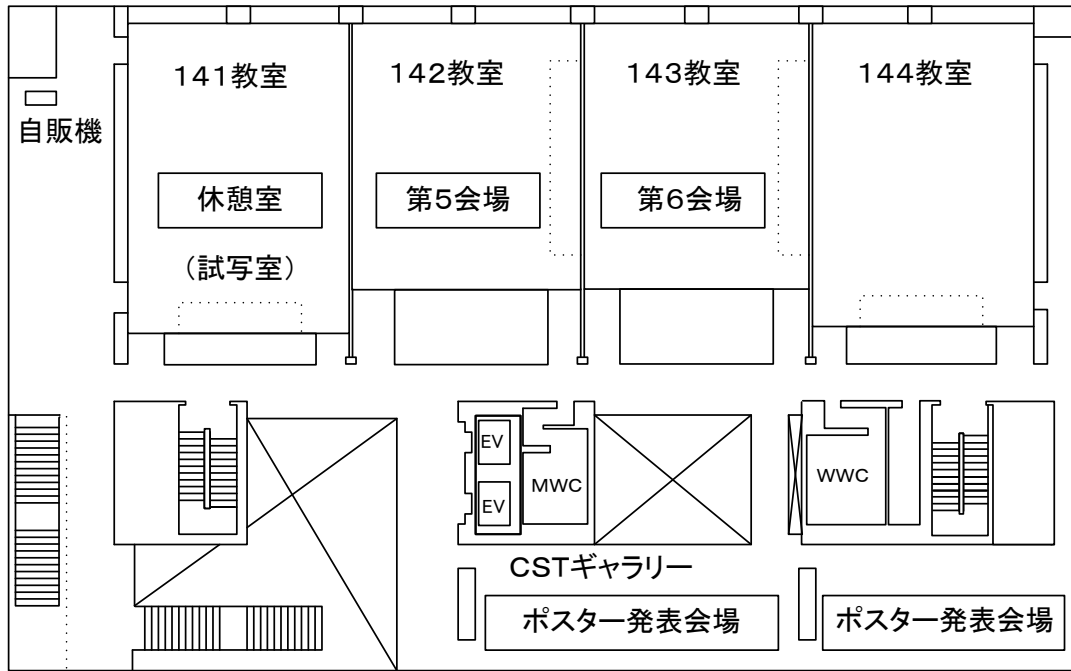 141教室
142教室
143教室
144教室
自販機
休憩室
第5会場
第6会場
（試写室）
EV
EV
MWC
WWC
CSTギャラリー
ポスター発表会場
ポスター発表会場